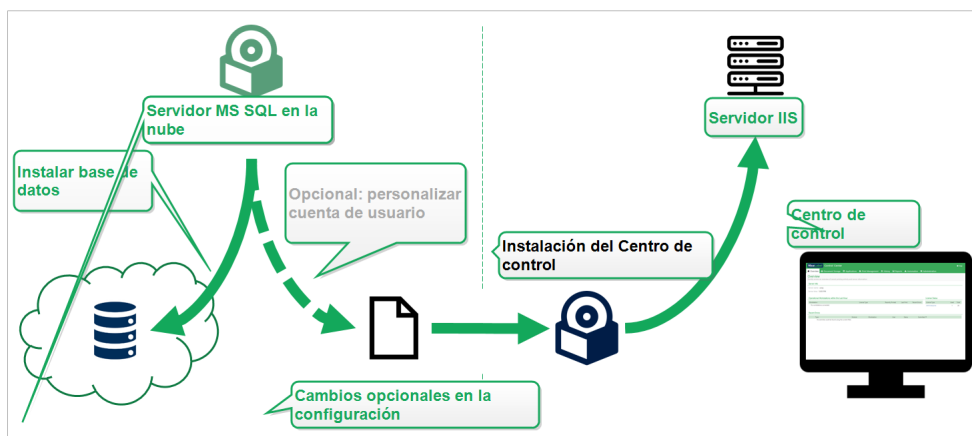 Servidor MS SQL en la
nube
Servidor IIS
Instalar base de
datos
Opcional: personalizar
cuenta de usuario
Centro de
control
Instalación del Centro de
control
Cambios opcionales en la
configuración